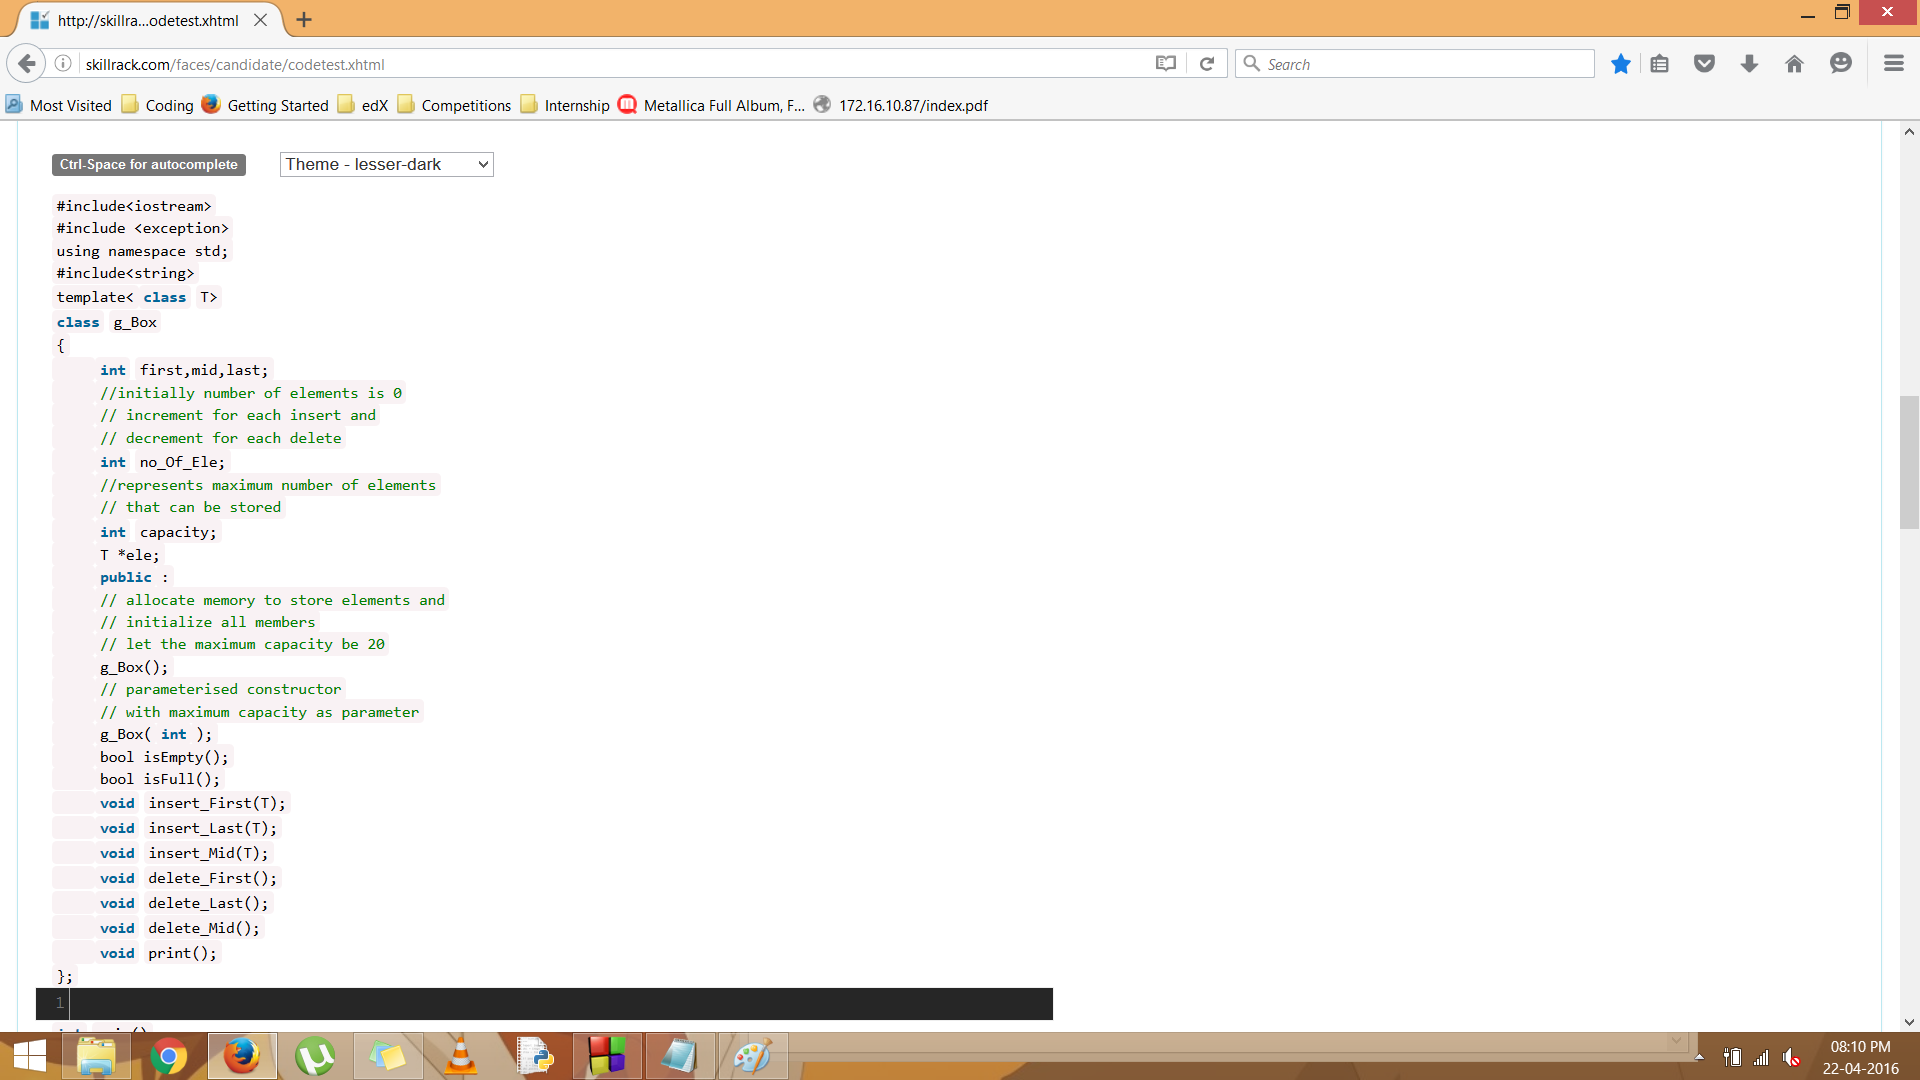 http://skillra...odetest.xhtml
skillrack.com/faces/candidate/codetest.xhtml
Search
Most Visited Coding Getting Started edX Competitions Internship Metallica Full Album, F... 172.16.10.87/index.pdf
Ctrl-Space for autocomplete Theme - lesser-dark
#include<iostream>
#include <exception>
using namespace std;
#include<string>
template< class T>
class g_Box
{
int first,mid,last;
//initially number of elements is 0
// increment for each insert and
// decrement for each delete
int no_Of_Ele;
//represents maximum number of elements
// that can be stored
int capacity;
T *ele;
public :
// allocate memory to store elements and
// initialize all members
// let the maximum capacity be 20
g_Box();
// parameterised constructor
// with maximum capacity as parameter
g_Box( int );
bool isEmpty();
bool isFull();
void insert_First(T);
void insert_Last(T);
void insert_Mid(T);
void delete_First();
void delete_Last();
void delete_Mid();
void print();
};
1
08:10 PM
22-04-2016